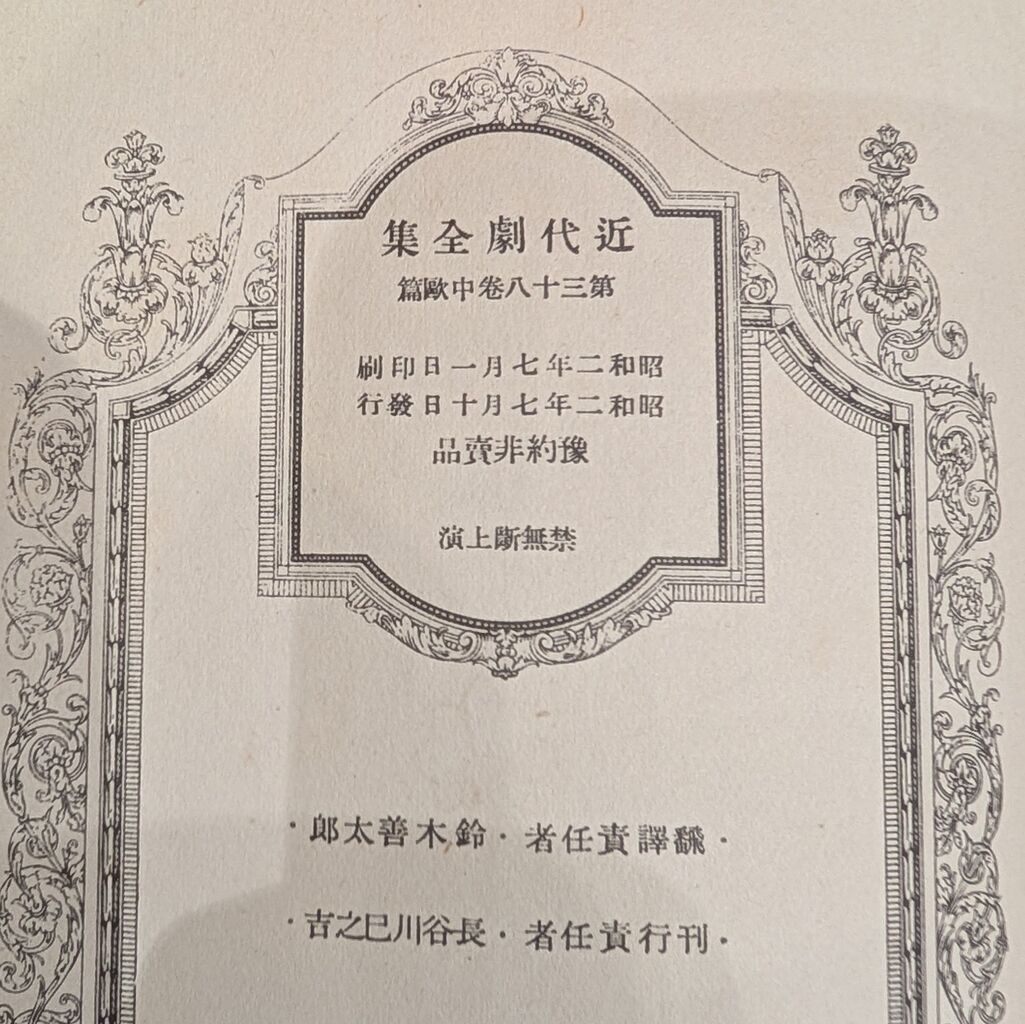 近代劇全集
第三十八卷中歐篇
昭和二年七月一日印刷
昭和二年七月十日發行
豫約非賣品
禁無斷上演
・飜譯責任者・鈴木善太郎・
・刊行責任者・長谷川巳之吉・